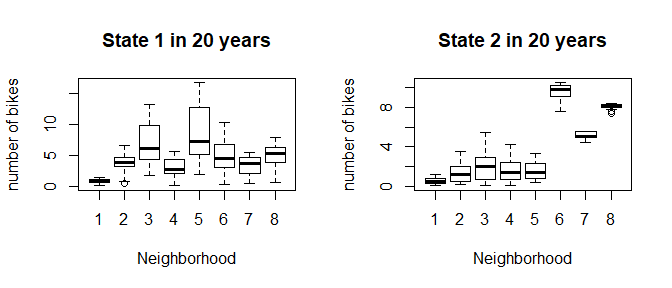 State 1 in 20 years
number of bikes
10
5
0
1 2 3 4 5 6 7 8
Neighborhood
State 2 in 20 years
number of bikes
8
4
0
1 2 3 4 5 6 7 8
Neighborhood